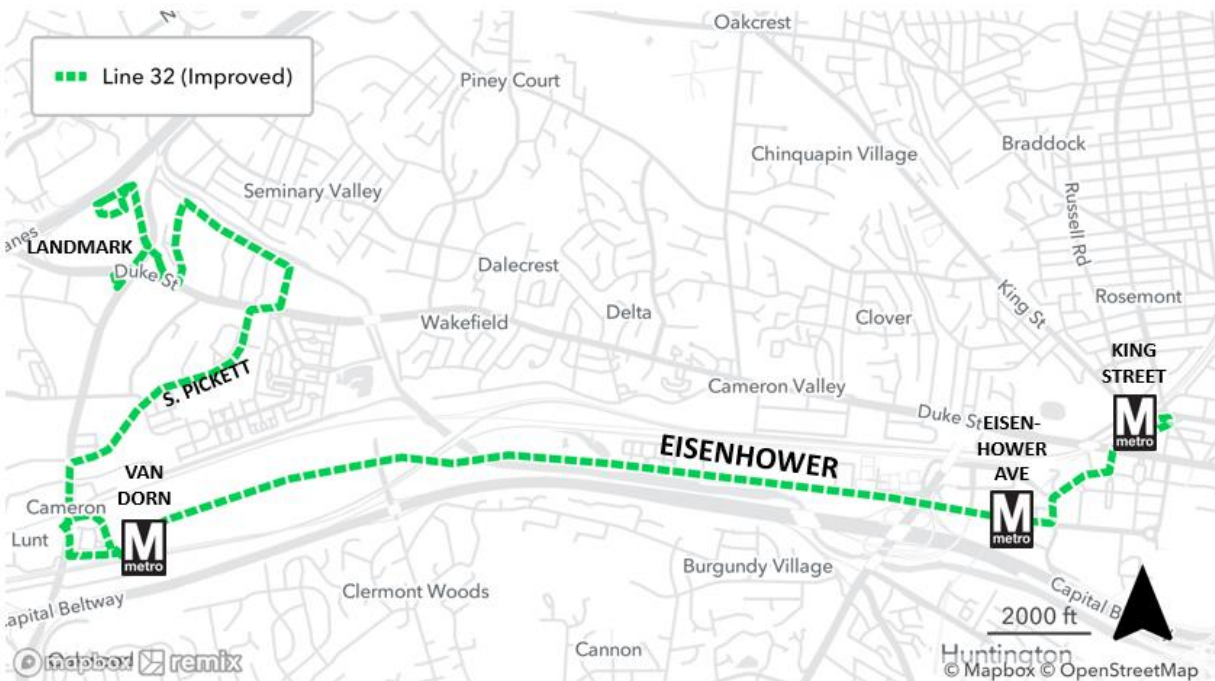 Oakcrest
Line 32 (Improved)
Piney Court
Braddock
Chinquapin Village
Seminary Valley
Russell Rd
LANDMARK
Duke St
Dalecrest
King St
Rosemont
Delta
Clover
Wakefield
KING
STREET
S. PICKETT
Cameron Valley
Duke St
M
metro
EISEN-
HOWER
AVE
EISENHOWER
VAN
DORN
Cameron
M
metro
Lunt
M
metro
Burgundy Village
Clermont Woods
Capital Beltway
2000 ft
Cannon
Huntington
mapbox remix
© Mapbox © OpenStreetMap